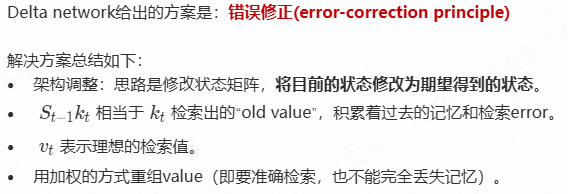 Delta network给出的方案是：错误修正(error-correction principle)
解决方案总结如下：
• 架构调整：思路是修改状态矩阵，将目前的状态修改为期望得到的状态。
• $S_{t-1}k_t$ 相当于 $k_t$ 检索出的“old value”，积累着过去的记忆和检索error。
• $v_t$ 表示理想的检索值。
• 用加权的方式重组value（即要准确检索，也不能完全丢失记忆）。